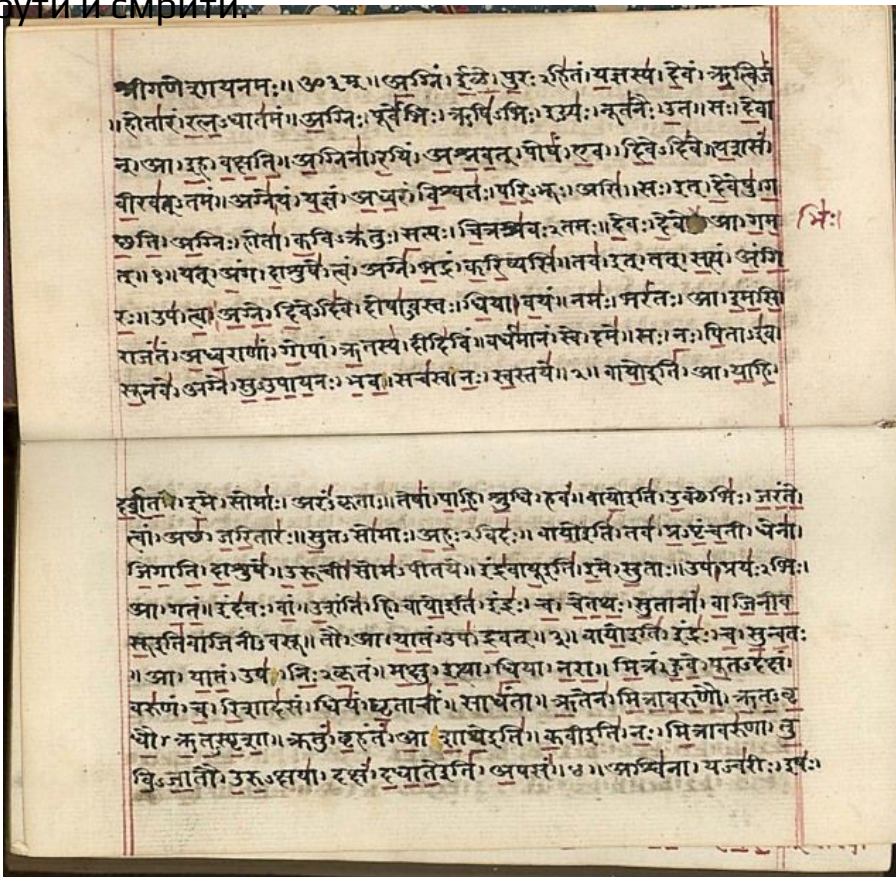 рути и смрити.
श्रीगणेशायनमः॥ॐ३म्॥अग्निं।ईळे।पुरःऽहितं।यज्ञस्य।देवं।ऋत्विजं
॥होतारं।रत्नऽधातमं॥अग्निः।पूर्वेभिः।ऋषिऽभिः।ईड्यः।नूतनैः।उत॥सः।देवा
न्।आ।इह।वक्षति॥अग्निना।रयिं।अश्नवत्।पोषं।एव।दिवेऽदिवे॥यशसं
वीरवत्ऽतमं॥अग्नेयं।यज्ञं।अध्वरं।विश्वतः।परिऽभूः।असि॥सः।इत्।देवेषु।ग
च्छति।अग्निः।होता।कविऽक्रतुः।सत्यः।चित्रश्रवःऽतमः॥देवः।देवे आ।गम
भिः।
त्॥१॥यत्।अंग।दाशुषे।त्वं।अग्ने।भद्रं।करिष्यसि॥तव।इत्।तत्।सत्यं।अंगि
रः॥उप।त्वा।अग्ने।दिवेऽदिवे।दोषाऽवस्तः।धिया।वयं॥नमः।भरंतः।आ।इमसि
राजंतं।अध्वराणां।गोपां।ऋतस्य।दीदिविं॥वर्धमानं।स्वे।दमे॥सः।नः।पिताऽइव
सूनवे।अग्ने।सुऽउपायनः।भव॥सचस्व।नः।स्वस्तये॥२॥वायोइति।आ।याहि
दर्शत।इमे।सोमाः।अरंऽकृताः॥तेषां।पाहि।श्रुधि।हवं॥वायोइति।उक्थेभिः।जरंते
त्वां।अच्छ।जरितारः॥सुतऽसोमाः।अहःऽविदः॥वायोइति।तव।प्रऽपृंचती।धेना।
जिगाति।दाशुषे॥उरूची।सोमऽपीतये॥इंद्रवायूइति।इमे।सुताः॥उप।प्रयःऽभिः।
आ।गतं॥इंदवः।वां।उशंति।हि।वायोइति।इंद्रः।च।चेतथः।सुतानां।वाजिनीव
सूइतिवाजिनीऽवसू॥तौ।आ।यातं।उप।द्रवत्॥३॥वायोइति।इंद्रः।च।सुन्वतः
॥आ।यातं।उप।निःऽकृतं॥मक्षु।इत्था।धिया।नरा॥मित्रं।हुवे।पूतऽदक्षं।
वरुणं।च।रिशादसं।धियं।घृताचीं।साधंता॥ऋतेन।मित्रावरुणौ।ऋतऽवृ
धौ।ऋतऽस्पृशा॥क्रतुं।बृहंतं।आशाथेइति॥कवीइति।नः।मित्रावरुणा।तु
विऽजातौ।उरुऽक्षया।दक्षं।दधातेइति।अपसं॥४॥अश्विना।यज्वरीः।इषः।